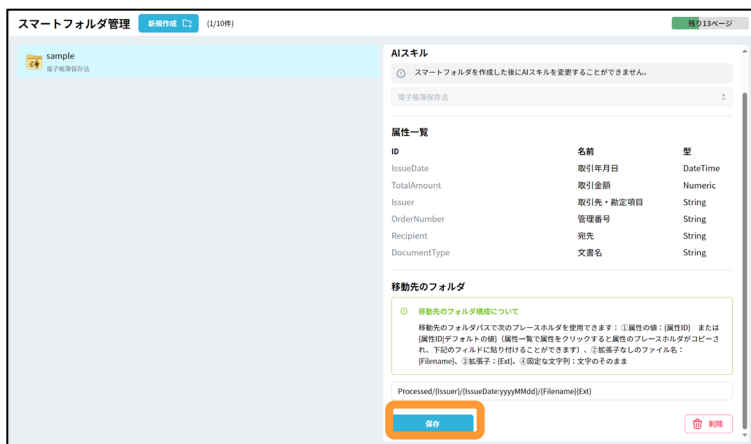 スマートフォルダ管理 新規作成 (1/10件) 残り13ページ
sample
電子帳簿保存法
AIスキル
スマートフォルダを作成した後にAIスキルを変更することができません。
電子帳簿保存法
属性一覧
ID 名前 型
IssueDate 取引年月日 DateTime
TotalAmount 取引金額 Numeric
Issuer 取引先・勘定項目 String
OrderNumber 管理番号 String
Recipient 宛先 String
DocumentType 文書名 String
移動先のフォルダ
移動先のフォルダ構成について
移動先のフォルダパスで次のプレースホルダを使用できます；①属性の値：{属性ID} または
{属性ID|デフォルトの値}（属性一覧で属性をクリックすると属性のプレースホルダがコピーさ
れ、下記のフィールドに貼り付けることができます）、②拡張子なしのファイル名：
{Filename}、③拡張子：{Ext}、④固定な文字列：文字のそのまま
Processed/{Issuer}/{IssueDate:yyyyMMdd}/{Filename}{Ext}
保存 削除